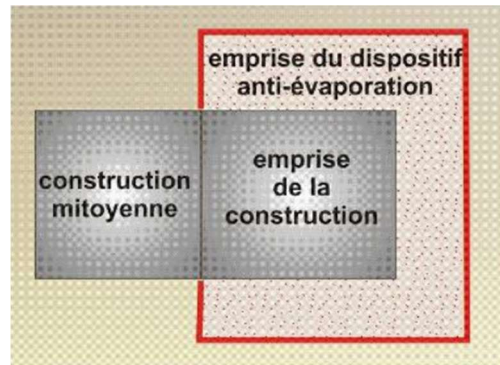 emprise du dispositif
anti-évaporation
construction
mitoyenne
emprise
de la
construction